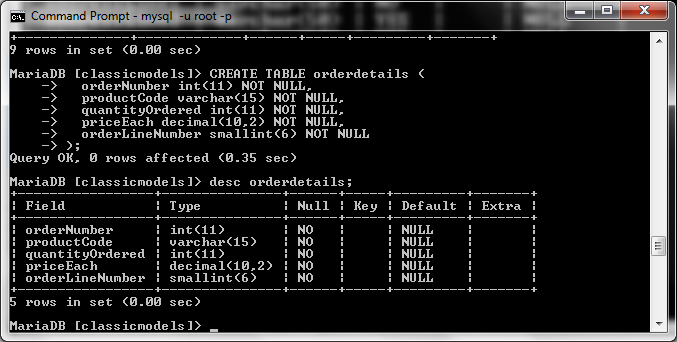 Command Prompt - mysql -u root -p
+---------------+---------------+------+-----+---------+-------+
9 rows in set (0.00 sec)
MariaDB [classicmodels]> CREATE TABLE orderdetails (
    ->   orderNumber int(11) NOT NULL,
    ->   productCode varchar(15) NOT NULL,
    ->   quantityOrdered int(11) NOT NULL,
    ->   priceEach decimal(10,2) NOT NULL,
    ->   orderLineNumber smallint(6) NOT NULL
    -> );
Query OK, 0 rows affected (0.35 sec)
MariaDB [classicmodels]> desc orderdetails;
+-----------------+---------------+------+-----+---------+-------+
| Field           | Type          | Null | Key | Default | Extra |
+-----------------+---------------+------+-----+---------+-------+
| orderNumber     | int(11)       | NO   |     | NULL    |       |
| productCode     | varchar(15)   | NO   |     | NULL    |       |
| quantityOrdered | int(11)       | NO   |     | NULL    |       |
| priceEach       | decimal(10,2) | NO   |     | NULL    |       |
| orderLineNumber | smallint(6)   | NO   |     | NULL    |       |
+-----------------+---------------+------+-----+---------+-------+
5 rows in set (0.00 sec)
MariaDB [classicmodels]> _